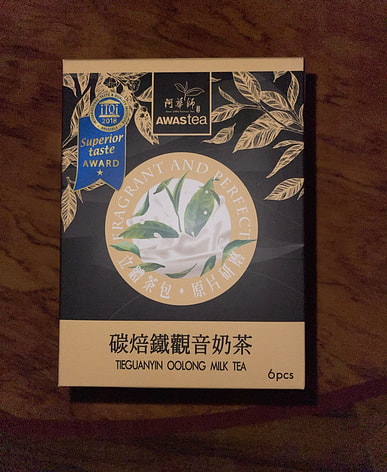 阿華師
AWAStea
iTQi
2018
Superior
taste
AWARD
FRAGRANT AND PERFECT
立體茶包・原片研磨
碳焙鐵觀音奶茶
TIEGUANYIN OOLONG MILK TEA
6pcs